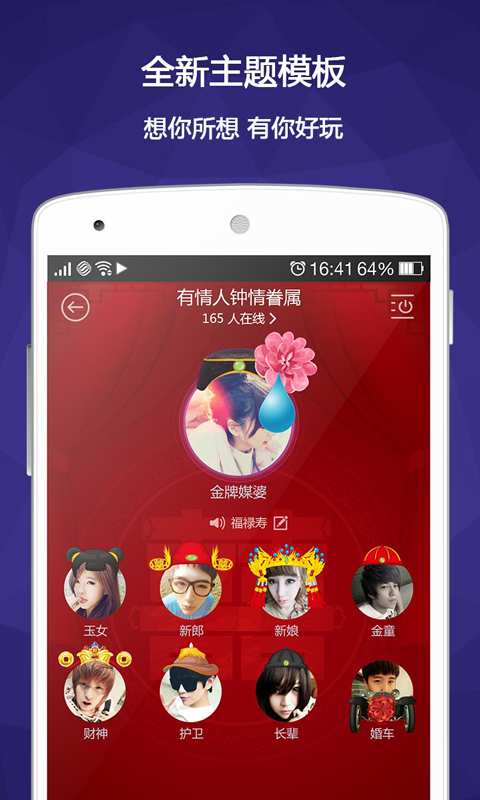 全新主题模板
想你所想 有你好玩
16:41 64%
有情人钟情眷属
165 人在线
金牌媒婆
福禄寿
玉女 新郎 新娘 金童
财神 护卫 长辈 婚车